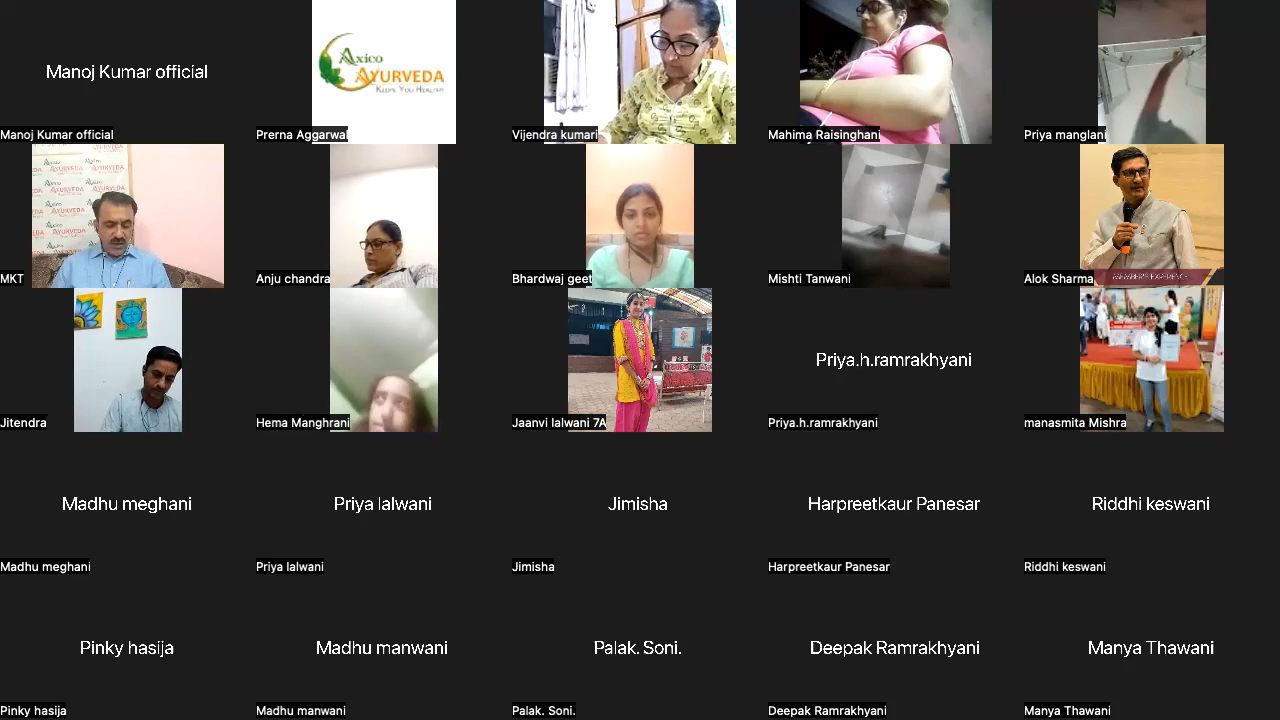 Manoj Kumar official
Manoj Kumar official
Axico
AYURVEDA
KEEPS YOU HEALTHY
Prerna Aggarwal
Vijendra kumari
Mahima Raisinghani
Priya manglani
MKT
Anju chandra
Bhardwaj geet
Mishti Tanwani
MEMBER'S EXPERIENCE
Alok Sharma
Jitendra
Hema Manghrani
Jaanvi lalwani 7A
Priya.h.ramrakhyani
Priya.h.ramrakhyani
manasmita Mishra
Madhu meghani
Priya lalwani
Jimisha
Harpreetkaur Panesar
Riddhi keswani
Madhu meghani
Priya lalwani
Jimisha
Harpreetkaur Panesar
Riddhi keswani
Pinky hasija
Madhu manwani
Palak. Soni.
Deepak Ramrakhyani
Manya Thawani
Pinky hasija
Madhu manwani
Palak. Soni.
Deepak Ramrakhyani
Manya Thawani